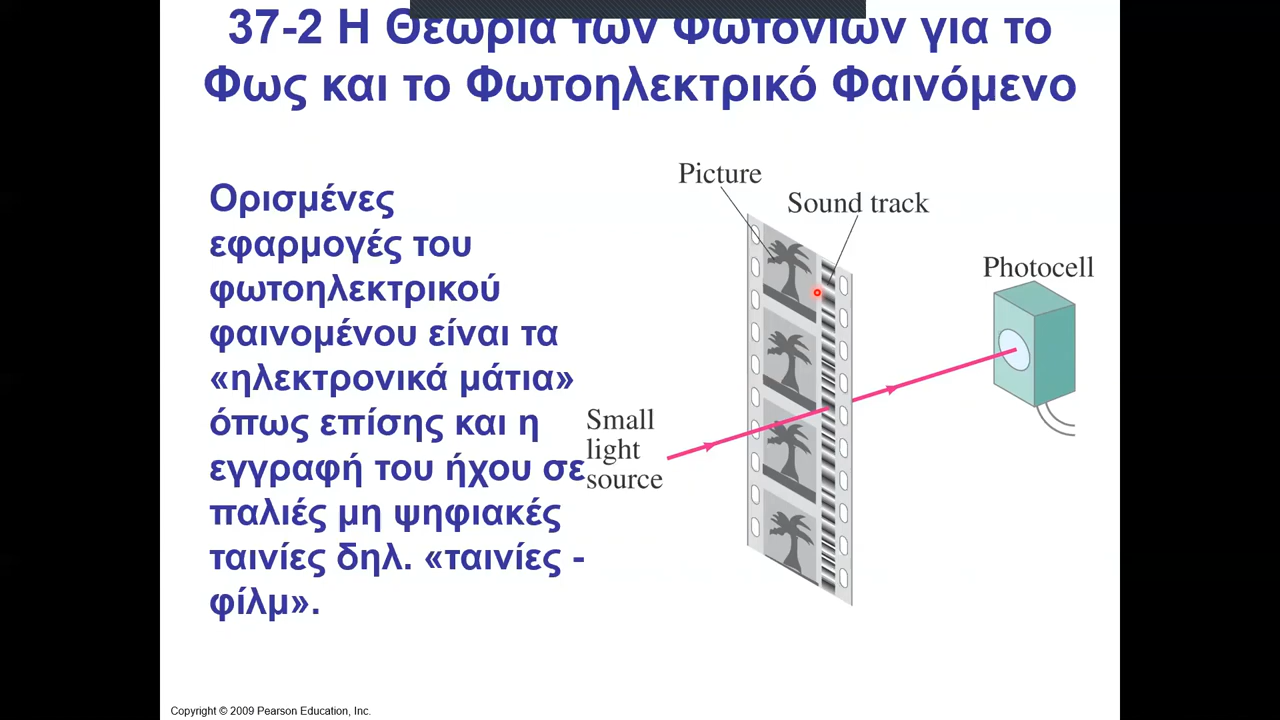 37-2 Η Θεωρία των Φωτονίων για το
Φως και το Φωτοηλεκτρικό Φαινόμενο
Ορισμένες
εφαρμογές του
φωτοηλεκτρικού
φαινομένου είναι τα
«ηλεκτρονικά μάτια»
όπως επίσης και η
εγγραφή του ήχου σε
παλιές μη ψηφιακές
ταινίες δηλ. «ταινίες -
φίλμ».
Picture
Sound track
Photocell
Small
light
source
Copyright © 2009 Pearson Education, Inc.